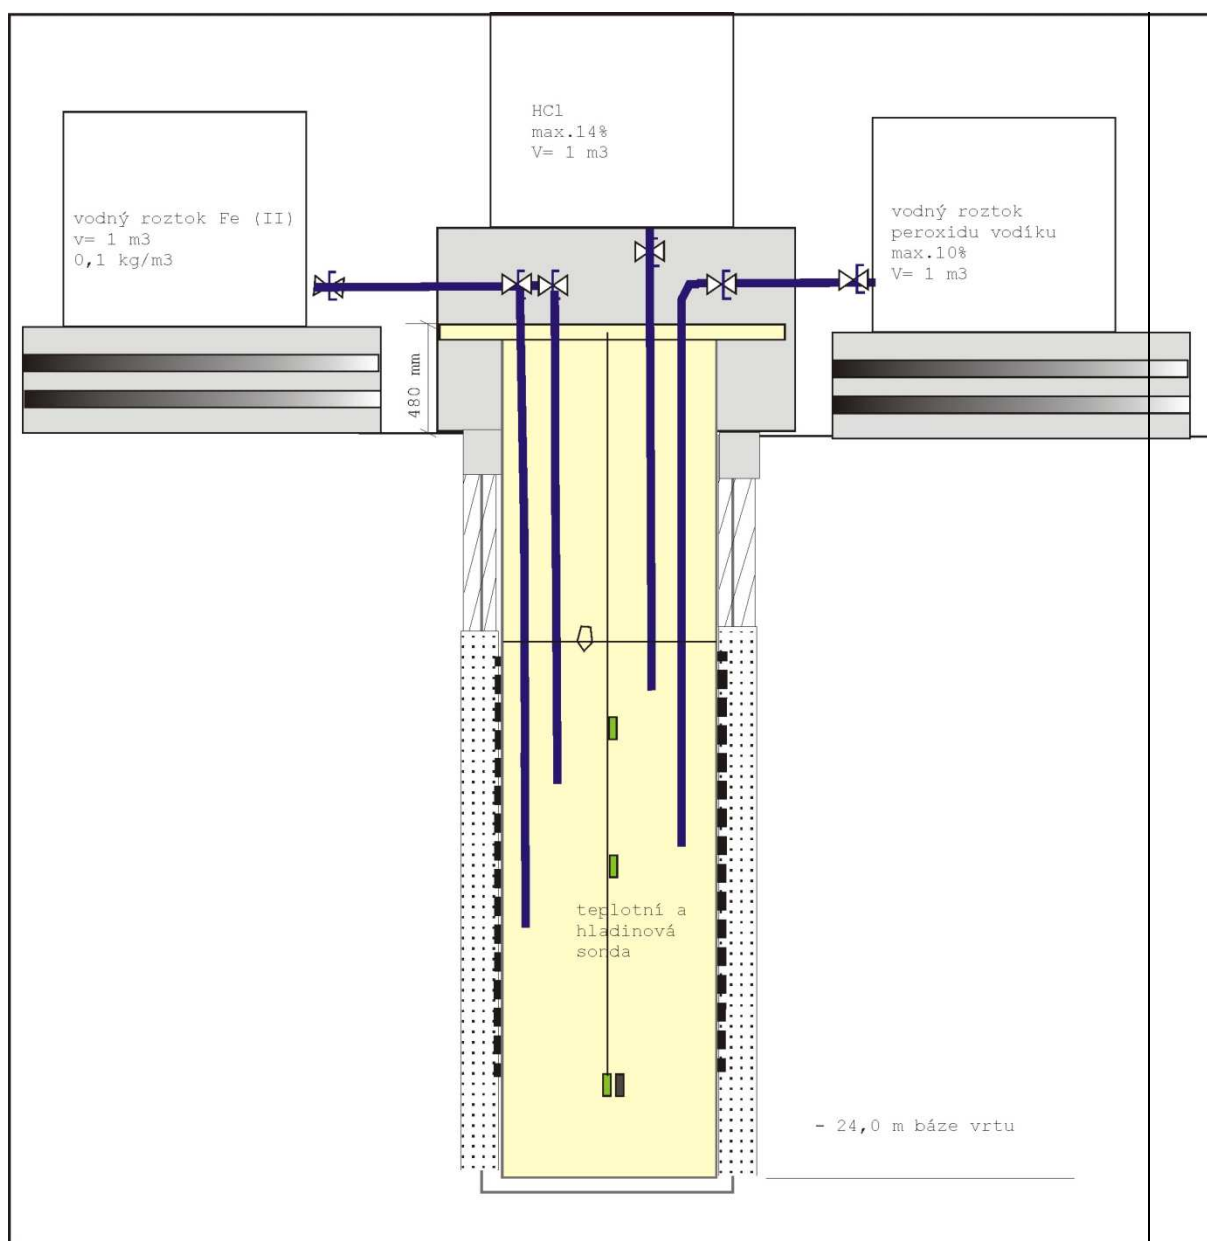 HCl
max.14%
V= 1 m3
vodný roztok Fe (II)
v= 1 m3
0,1 kg/m3
vodný roztok
peroxidu vodíku
max.10%
V= 1 m3
480 mm
teplotní a
hladinová
sonda
- 24,0 m báze vrtu